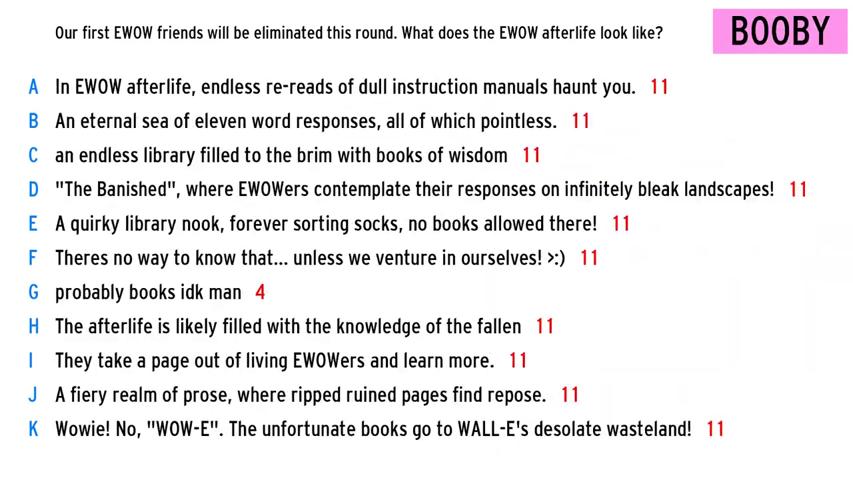 Our first EWOW friends will be eliminated this round. What does the EWOW afterlife look like?
BOOBY
A In EWOW afterlife, endless re-reads of dull instruction manuals haunt you. 11
B An eternal sea of eleven word responses, all of which pointless. 11
C an endless library filled to the brim with books of wisdom 11
D "The Banished", where EWOWers contemplate their responses on infinitely bleak landscapes! 11
E A quirky library nook, forever sorting socks, no books allowed there! 11
F Theres no way to know that... unless we venture in ourselves! >:) 11
G probably books idk man 4
H The afterlife is likely filled with the knowledge of the fallen 11
I They take a page out of living EWOWers and learn more. 11
J A fiery realm of prose, where ripped ruined pages find repose. 11
K Wowie! No, "WOW-E". The unfortunate books go to WALL-E's desolate wasteland! 11